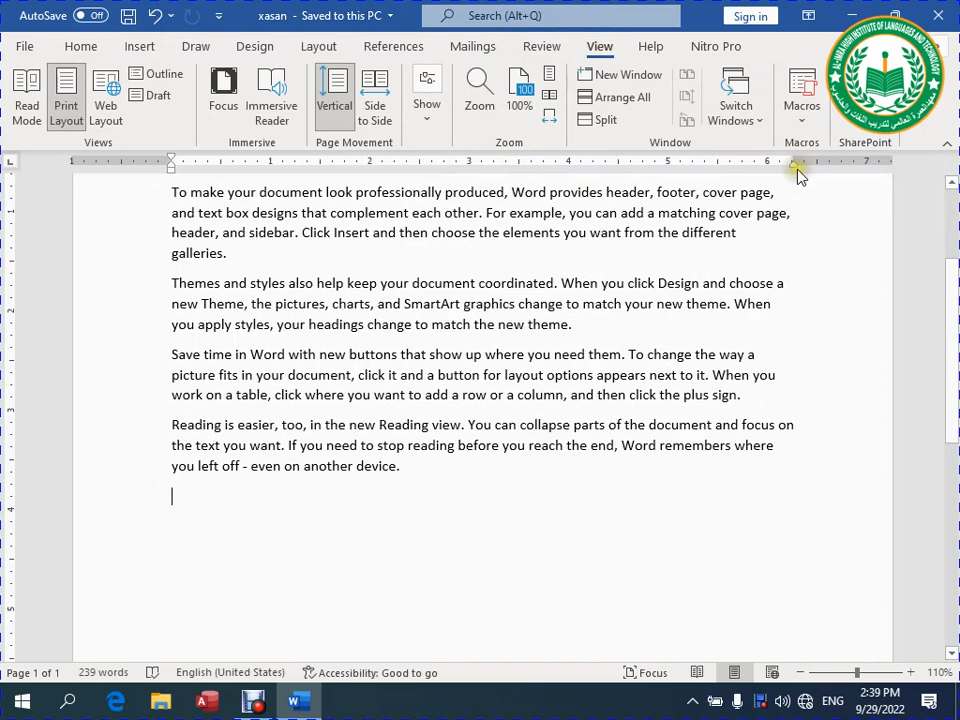 AutoSave Off xasan - Saved to this PC Search (Alt+Q) Sign in
File Home Insert Draw Design Layout References Mailings Review View Help Nitro Pro
Read Mode Print Layout Web Layout Outline Draft Focus Immersive Reader Vertical Side to Side Show Zoom 100% New Window Arrange All Split Switch Windows Macros
Views Immersive Page Movement Zoom Window Macros SharePoint
1 1 2 3 4 5 6 7
To make your document look professionally produced, Word provides header, footer, cover page,
and text box designs that complement each other. For example, you can add a matching cover page,
header, and sidebar. Click Insert and then choose the elements you want from the different
galleries.
Themes and styles also help keep your document coordinated. When you click Design and choose a
new Theme, the pictures, charts, and SmartArt graphics change to match your new theme. When
you apply styles, your headings change to match the new theme.
Save time in Word with new buttons that show up where you need them. To change the way a
picture fits in your document, click it and a button for layout options appears next to it. When you
work on a table, click where you want to add a row or a column, and then click the plus sign.
Reading is easier, too, in the new Reading view. You can collapse parts of the document and focus on
the text you want. If you need to stop reading before you reach the end, Word remembers where
you left off - even on another device.
Page 1 of 1 239 words English (United States) Accessibility: Good to go Focus 110%
ENG 2:39 PM
9/29/2022